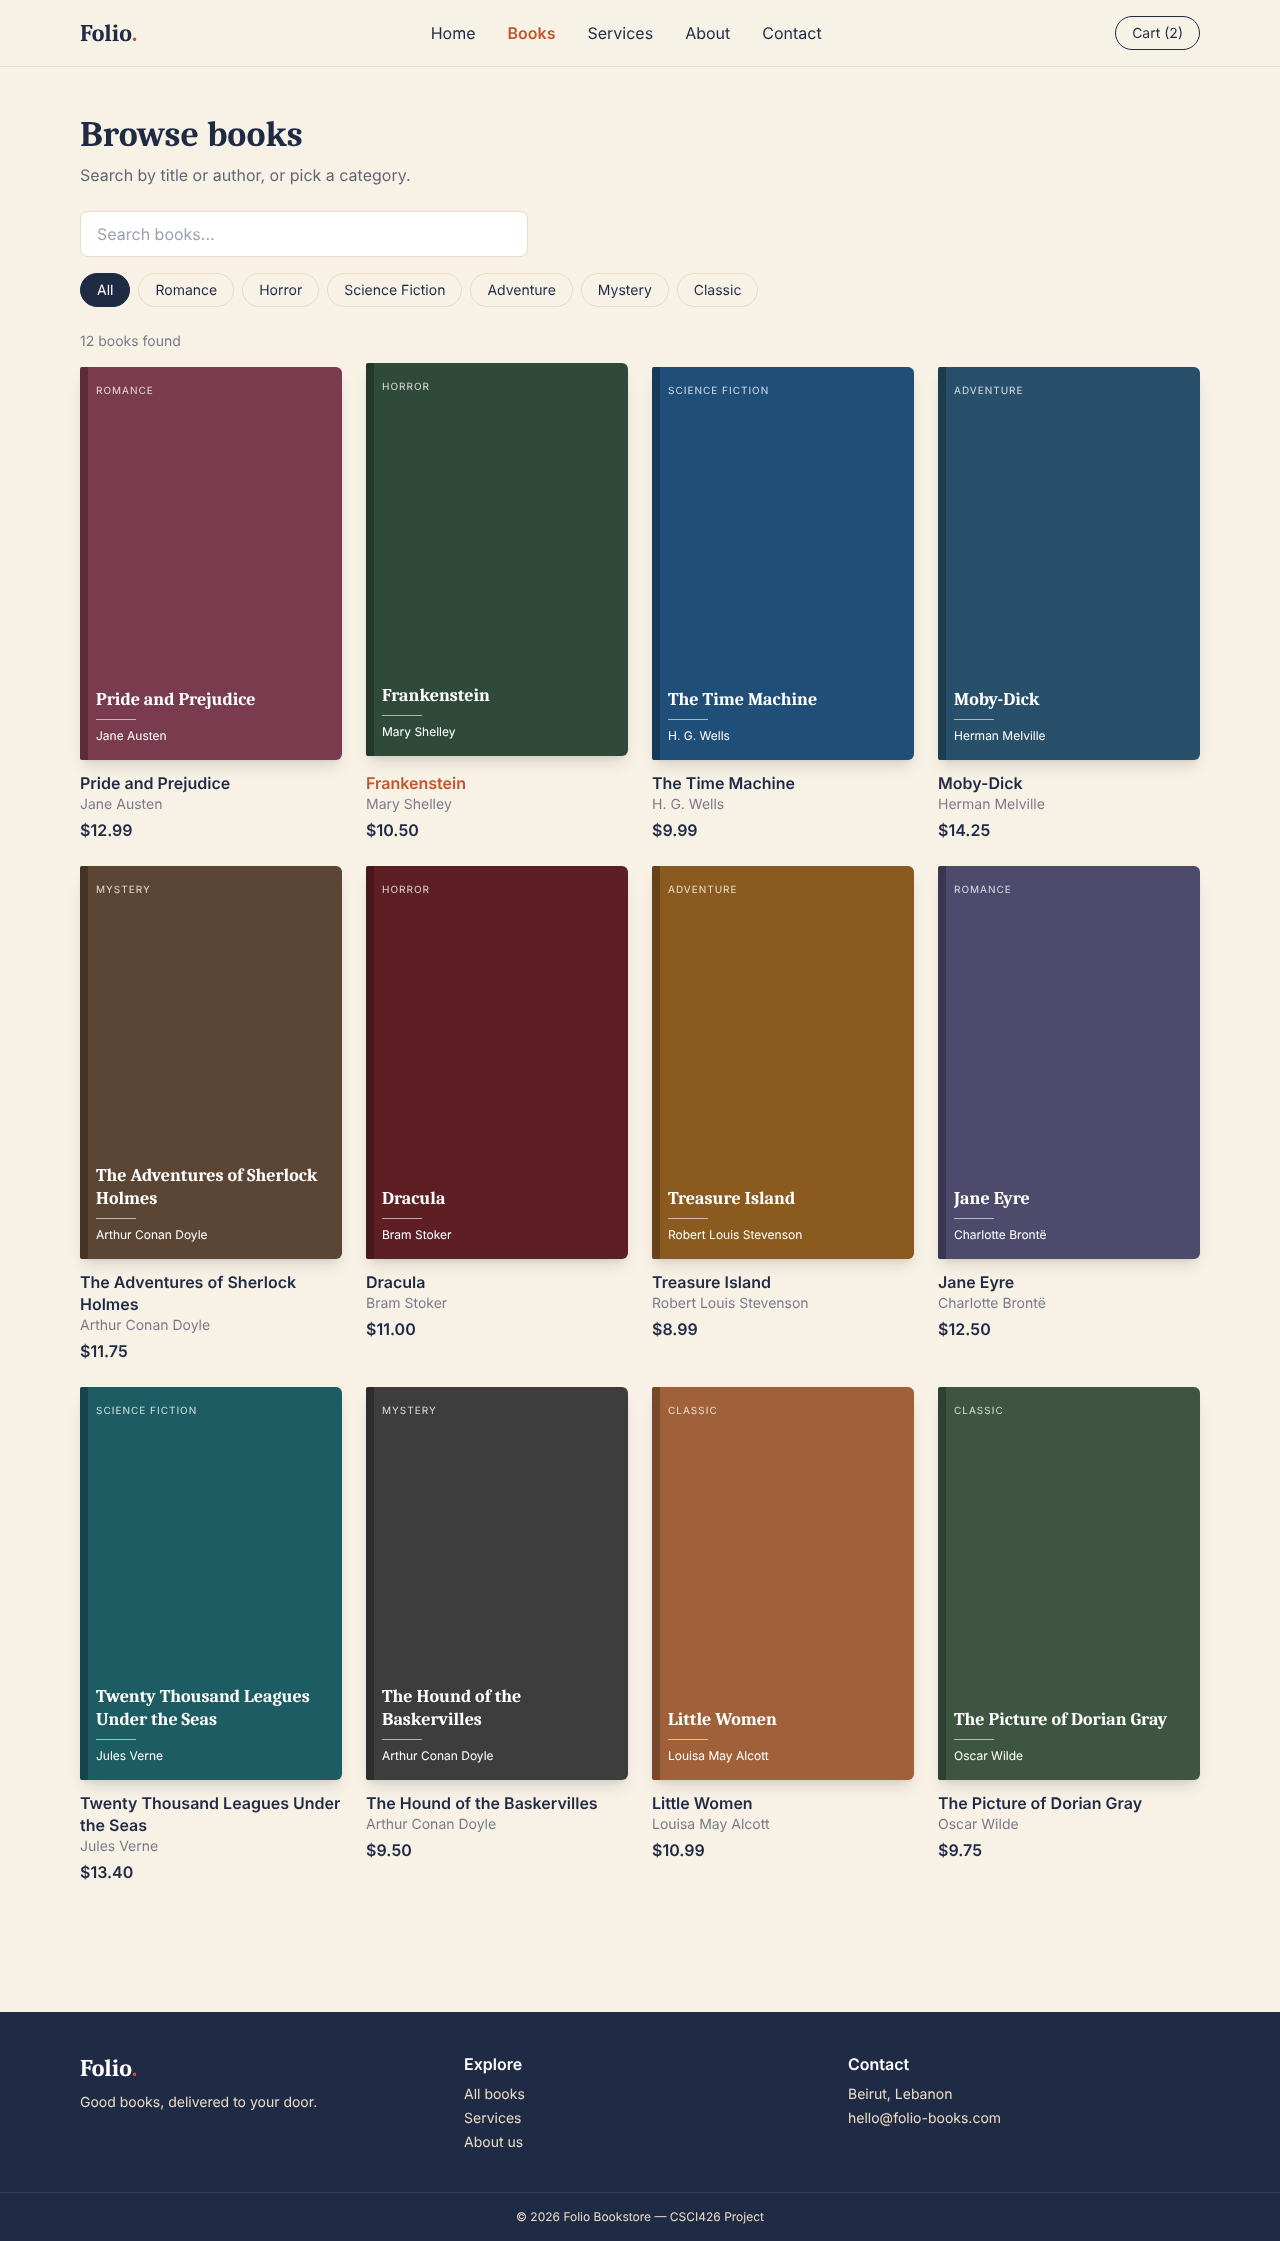 Folio.
Home
Books
Services
About
Contact
Cart (2)
Browse books
Search by title or author, or pick a category.
Search books...
All
Romance
Horror
Science Fiction
Adventure
Mystery
Classic
12 books found
ROMANCE
Pride and Prejudice
Jane Austen
Pride and Prejudice
Jane Austen
$12.99
HORROR
Frankenstein
Mary Shelley
Frankenstein
Mary Shelley
$10.50
SCIENCE FICTION
The Time Machine
H. G. Wells
The Time Machine
H. G. Wells
$9.99
ADVENTURE
Moby-Dick
Herman Melville
Moby-Dick
Herman Melville
$14.25
MYSTERY
The Adventures of Sherlock
Holmes
Arthur Conan Doyle
The Adventures of Sherlock
Holmes
Arthur Conan Doyle
$11.75
HORROR
Dracula
Bram Stoker
Dracula
Bram Stoker
$11.00
ADVENTURE
Treasure Island
Robert Louis Stevenson
Treasure Island
Robert Louis Stevenson
$8.99
ROMANCE
Jane Eyre
Charlotte Brontë
Jane Eyre
Charlotte Brontë
$12.50
SCIENCE FICTION
Twenty Thousand Leagues
Under the Seas
Jules Verne
Twenty Thousand Leagues Under
the Seas
Jules Verne
$13.40
MYSTERY
The Hound of the
Baskervilles
Arthur Conan Doyle
The Hound of the Baskervilles
Arthur Conan Doyle
$9.50
CLASSIC
Little Women
Louisa May Alcott
Little Women
Louisa May Alcott
$10.99
CLASSIC
The Picture of Dorian Gray
Oscar Wilde
The Picture of Dorian Gray
Oscar Wilde
$9.75
Folio.
Good books, delivered to your door.
Explore
All books
Services
About us
Contact
Beirut, Lebanon
hello@folio-books.com
© 2026 Folio Bookstore — CSCI426 Project